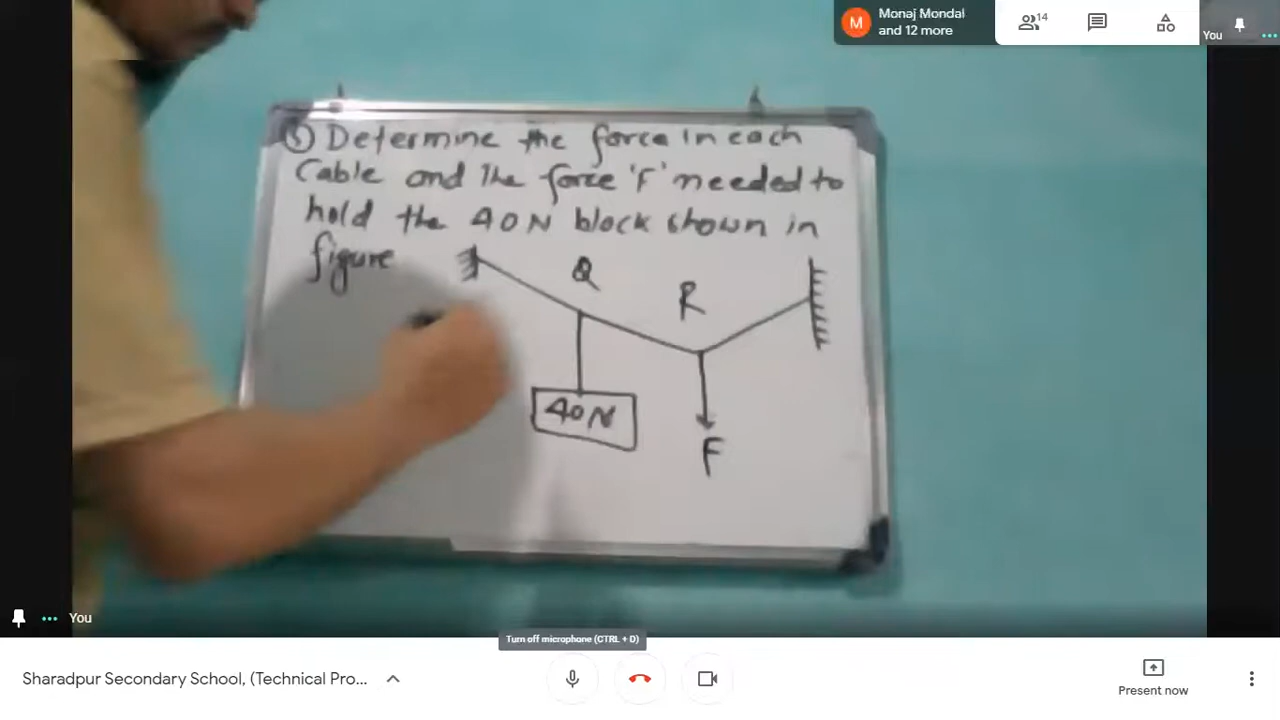 M
Monaj Mondal
and 12 more
14
You
③ Determine the force in each
Cable and The force 'F' needed to
hold the 40N block shown in
figure
Q
R
40N
F
You
Turn off microphone (CTRL + D)
Sharadpur Secondary School, (Technical Pro...
Present now